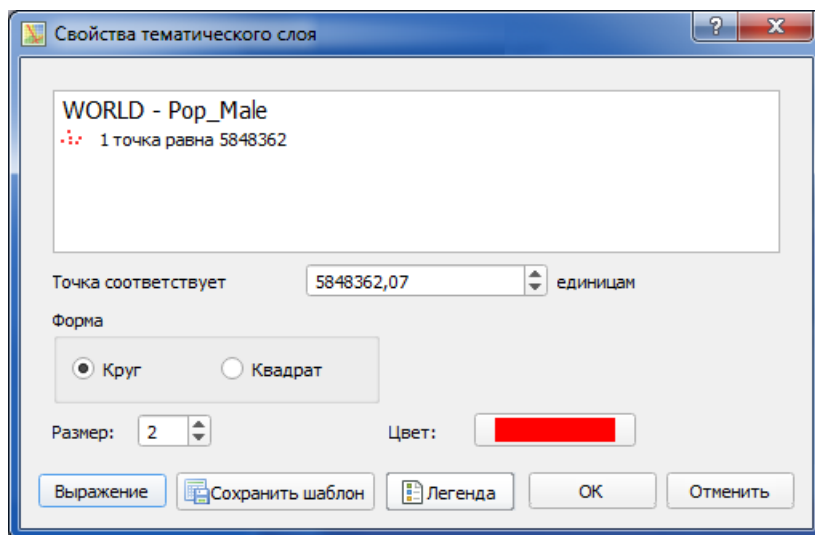 Свойства тематического слоя
?
X
WORLD - Pop_Male
1 точка равна 5848362
Точка соответствует 5848362,07 единицам
Форма
Круг Квадрат
Размер: 2 Цвет:
Выражение Сохранить шаблон Легенда ОК Отменить